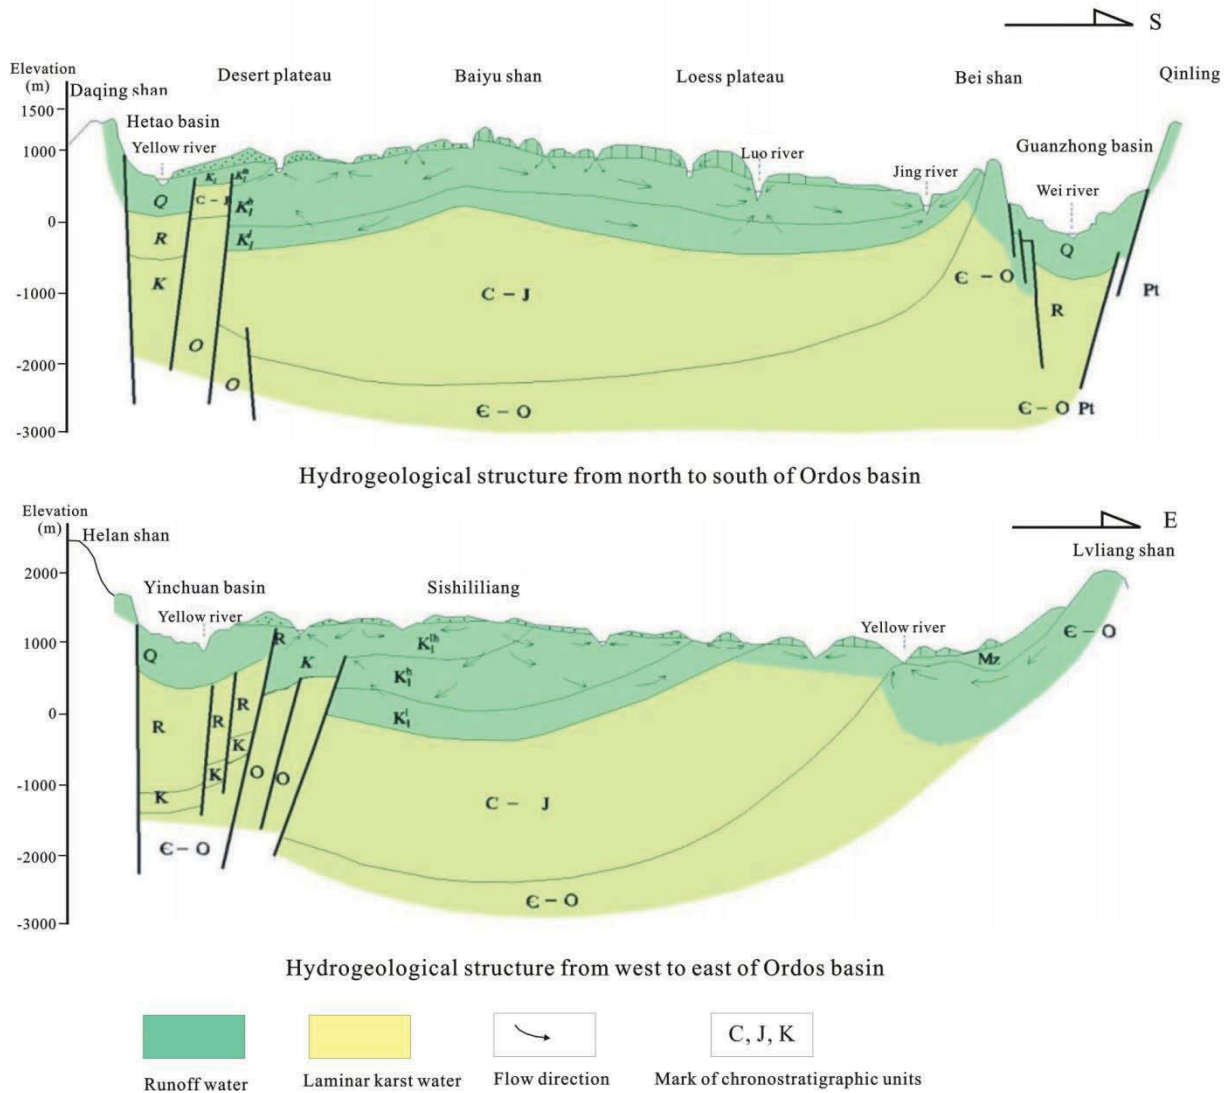 S
Elevation
(m)
Desert plateau
Baiyu shan
Loess plateau
Bei shan
Qinling
Daqing shan
1500
Hetao basin
1000
Yellow river
Luo river
Guanzhong basin
Jing river
Wei river
Q
C – J
0
R
K
-1000
Є – O
Q
C – J
R
Pt
O
-2000
O
Є – O
Є – O Pt
-3000
Hydrogeological structure from north to south of Ordos basin
Elevation
(m)
E
Helan shan
Lvliang shan
2000
Yinchuan basin
Sishililiang
Yellow river
Yellow river
1000
Q
R
K
K₁ˡʰ
K₁ʰ
K₁ˡ
Mz
Є – O
0
R
R
R
K
K
O
O
-1000
K
C – J
-2000
Є – O
Є – O
-3000
Hydrogeological structure from west to east of Ordos basin
C, J, K
Runoff water
Laminar karst water
Flow direction
Mark of chronostratigraphic units